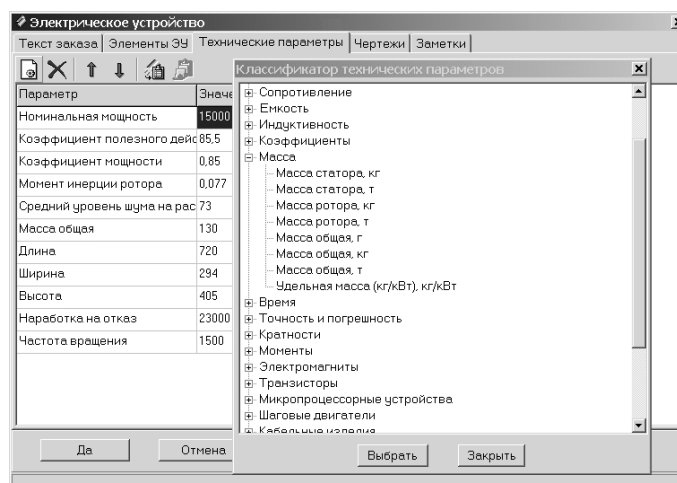 Электрическое устройство
Текст заказа Элементы ЭУ Технические параметры Чертежи Заметки
Параметр Значе
Номинальная мощность 15000
Коэффициент полезного дейс 85,5
Коэффициент мощности 0,85
Момент инерции ротора 0,077
Средний уровень шума на рас 73
Масса общая 130
Длина 720
Ширина 294
Высота 405
Наработка на отказ 23000
Частота вращения 1500
Да Отмена
Классификатор технических параметров
Сопротивление
Емкость
Индуктивность
Коэффициенты
Масса
Масса статора, кг
Масса статора, т
Масса ротора, кг
Масса ротора, т
Масса общая, г
Масса общая, кг
Масса общая, т
Удельная масса (кг/кВт), кг/кВт
Время
Точность и погрешность
Кратности
Моменты
Электромагниты
Транзисторы
Микропроцессорные устройства
Шаговые двигатели
Кабельные изделия
Выбрать Закрыть